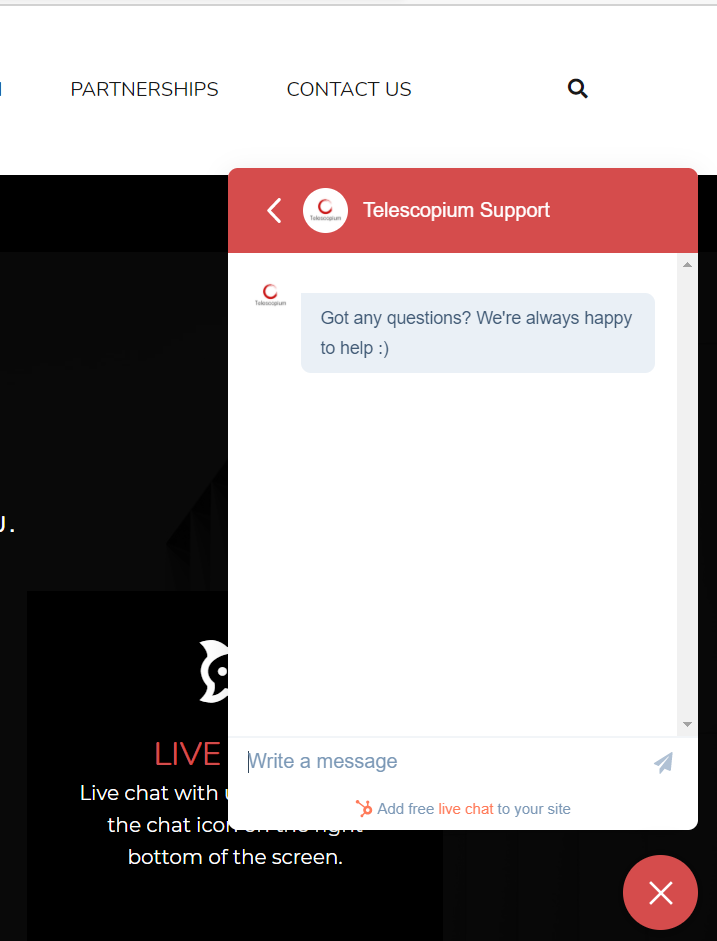 PARTNERSHIPS
CONTACT US
Telescopium
Telescopium Support
Telescopium
Got any questions? We're always happy
to help :)
.
LIVE
Live chat with
the chat icon on the right
bottom of the screen.
Write a message
Add free live chat to your site